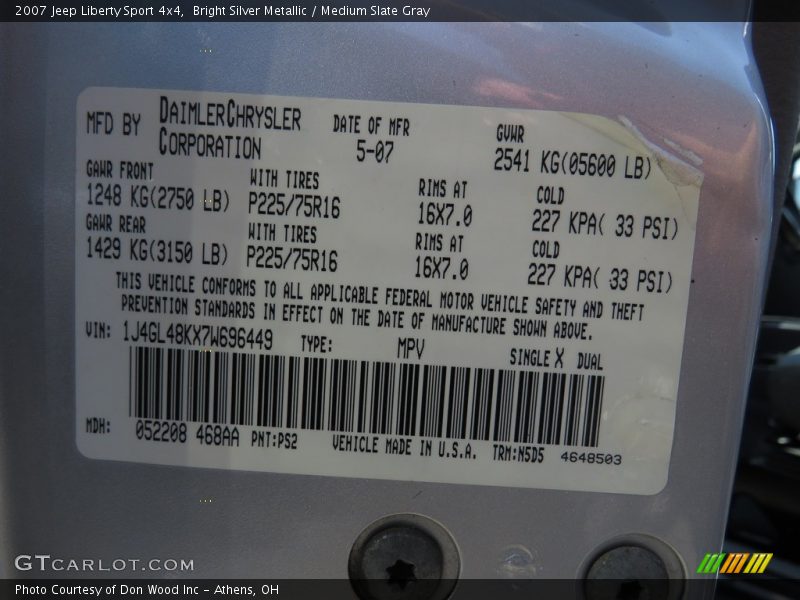 2007 Jeep Liberty Sport 4x4,  Bright Silver Metallic / Medium Slate Gray
MFD BY DAIMLERCHRYSLER CORPORATION
DATE OF MFR 5-07
GVWR 2541 KG(05600 LB)
GAWR FRONT WITH TIRES RIMS AT COLD
1248 KG(2750 LB) P225/75R16 16X7.0 227 KPA( 33 PSI)
GAWR REAR WITH TIRES RIMS AT COLD
1429 KG(3150 LB) P225/75R16 16X7.0 227 KPA( 33 PSI)
THIS VEHICLE CONFORMS TO ALL APPLICABLE FEDERAL MOTOR VEHICLE SAFETY AND THEFT
PREVENTION STANDARDS IN EFFECT ON THE DATE OF MANUFACTURE SHOWN ABOVE.
VIN: 1J4GL48KX7W696449 TYPE: MPV SINGLE X DUAL
MDH: 052208 468AA PNT:PS2 VEHICLE MADE IN U.S.A. TRM:N5D5 4648503
GTCARLOT.COM
Photo Courtesy of Don Wood Inc - Athens, OH